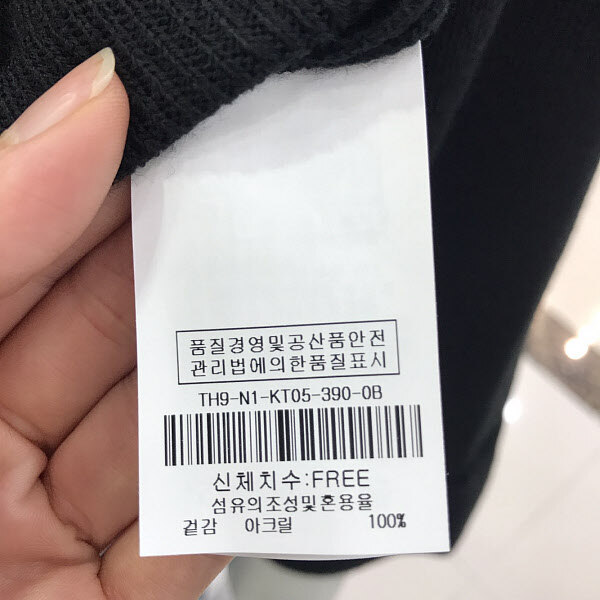 품질경영및공산품안전
관리법에의한품질표시
TH9-N1-KT05-390-0B
신체치수:FREE
섬유의조성및혼용율
겉감 아크릴 100%